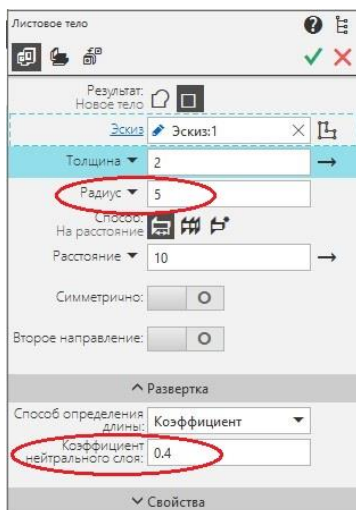 Листовое тело
Результат:
Новое тело
Эскиз Эскиз:1
Толщина 2
Радиус 5
Способ:
На расстояние
Расстояние 10
Симметрично:
Второе направление:
Развертка
Способ определения
длины: Коэффициент
Коэффициент
нейтрального слоя: 0.4
Свойства